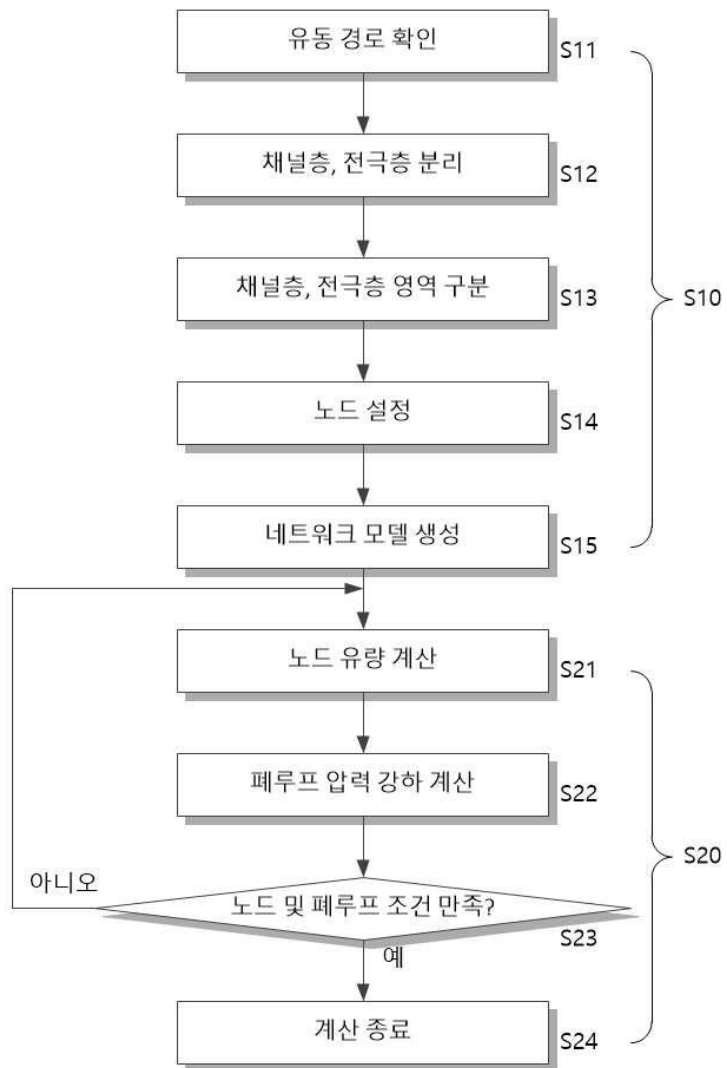 유동 경로 확인
S11
채널층, 전극층 분리
S12
채널층, 전극층 영역 구분
S13
S10
노드 설정
S14
네트워크 모델 생성
S15
노드 유량 계산
S21
폐루프 압력 강하 계산
S22
S20
아니오
노드 및 폐루프 조건 만족?
S23
예
계산 종료
S24